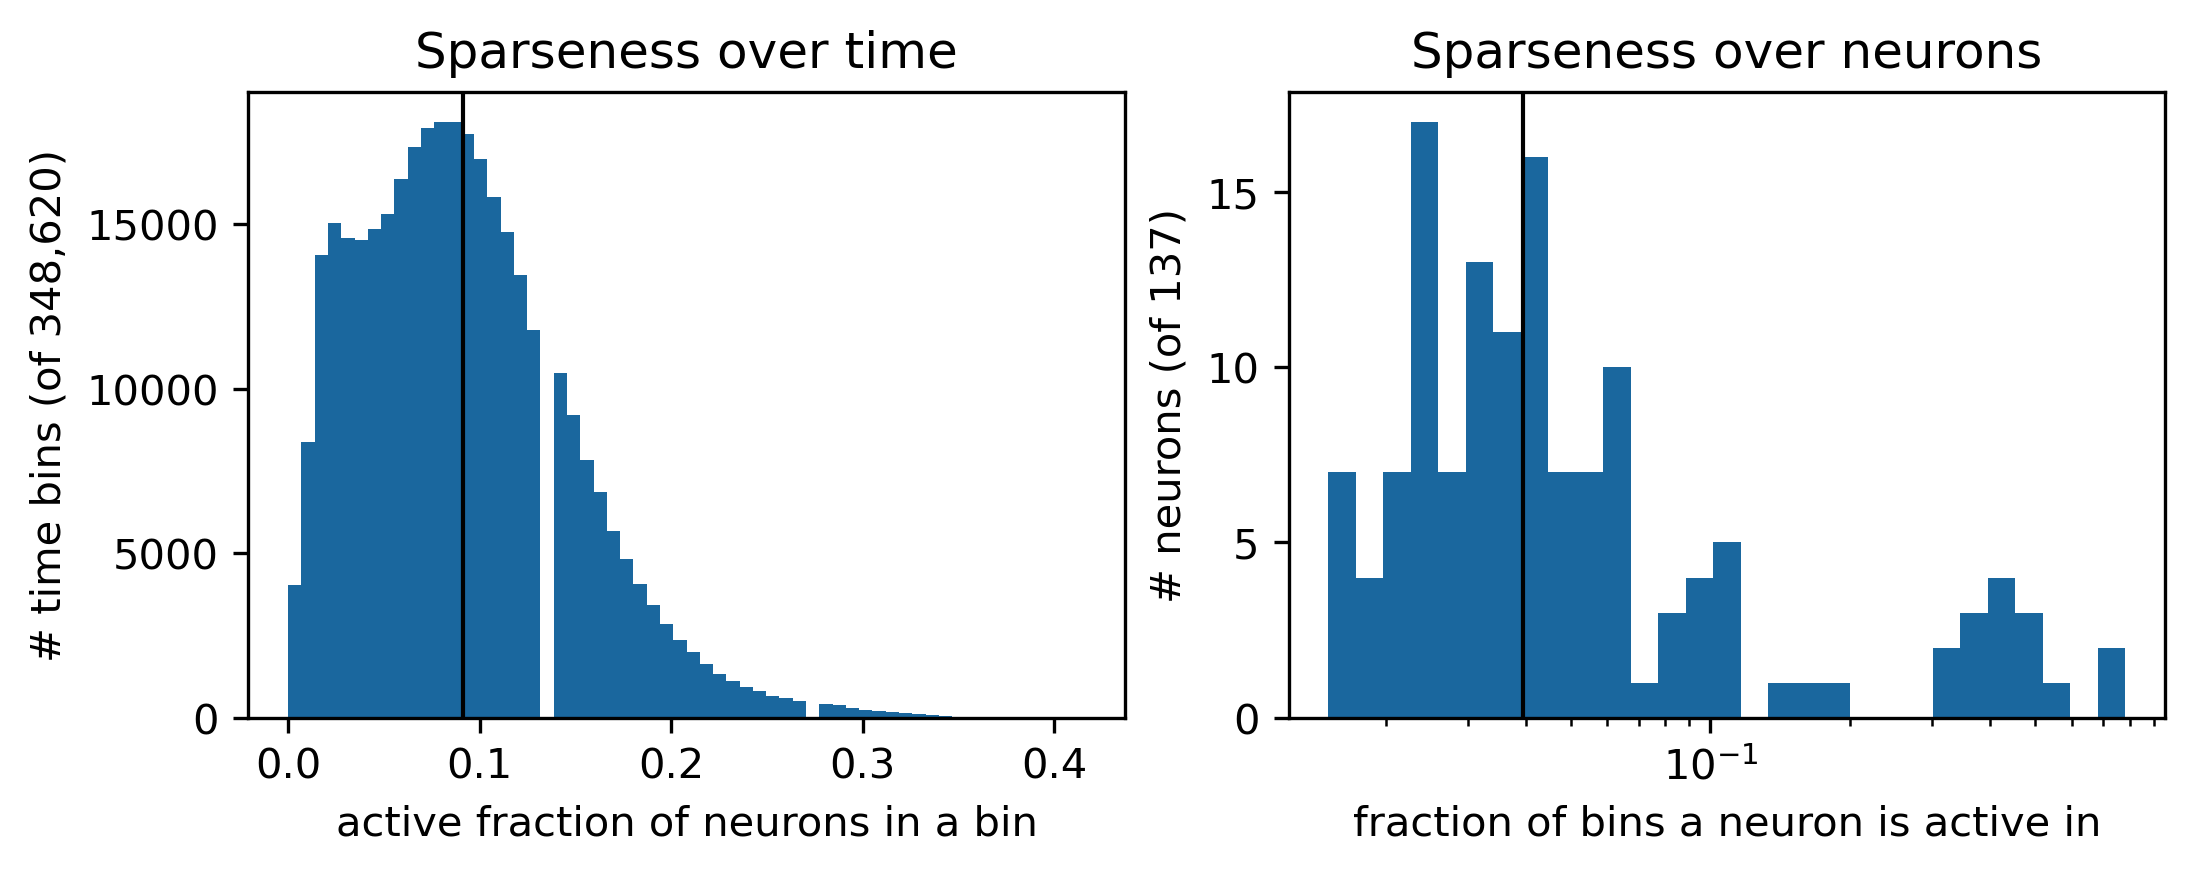 Sparseness over time
# time bins (of 348,620)
15000
10000
5000
0
0.0 0.1 0.2 0.3 0.4
active fraction of neurons in a bin
Sparseness over neurons
# neurons (of 137)
15
10
5
0
10⁻¹
fraction of bins a neuron is active in